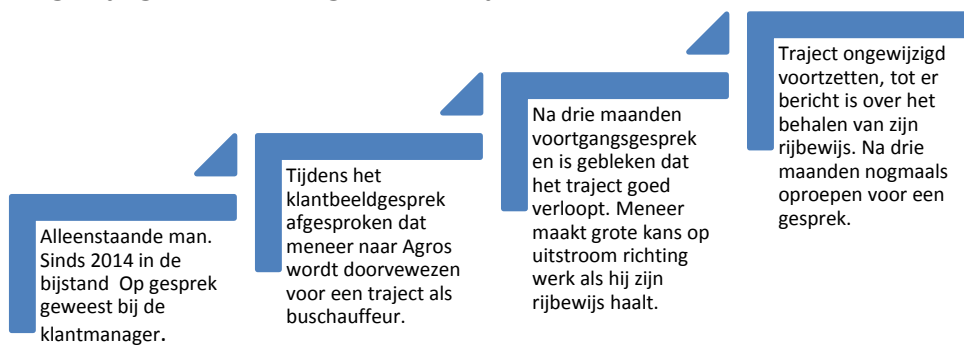 Alleenstaande man.
Sinds 2014 in de
bijstand  Op gesprek
geweest bij de
klantmanager.
Tijdens het
klantbeeldgesprek
afgesproken dat
meneer naar Agros
wordt doorvewezen
voor een traject als
buschauffeur.
Na drie maanden
voortgangsgesprek
en is gebleken dat
het traject goed
verloopt. Meneer
maakt grote kans op
uitstroom richting
werk als hij zijn
rijbewijs haalt.
Traject ongewijzigd
voortzetten, tot er
bericht is over het
behalen van zijn
rijbewijs. Na drie
maanden nogmaals
oproepen voor een
gesprek.